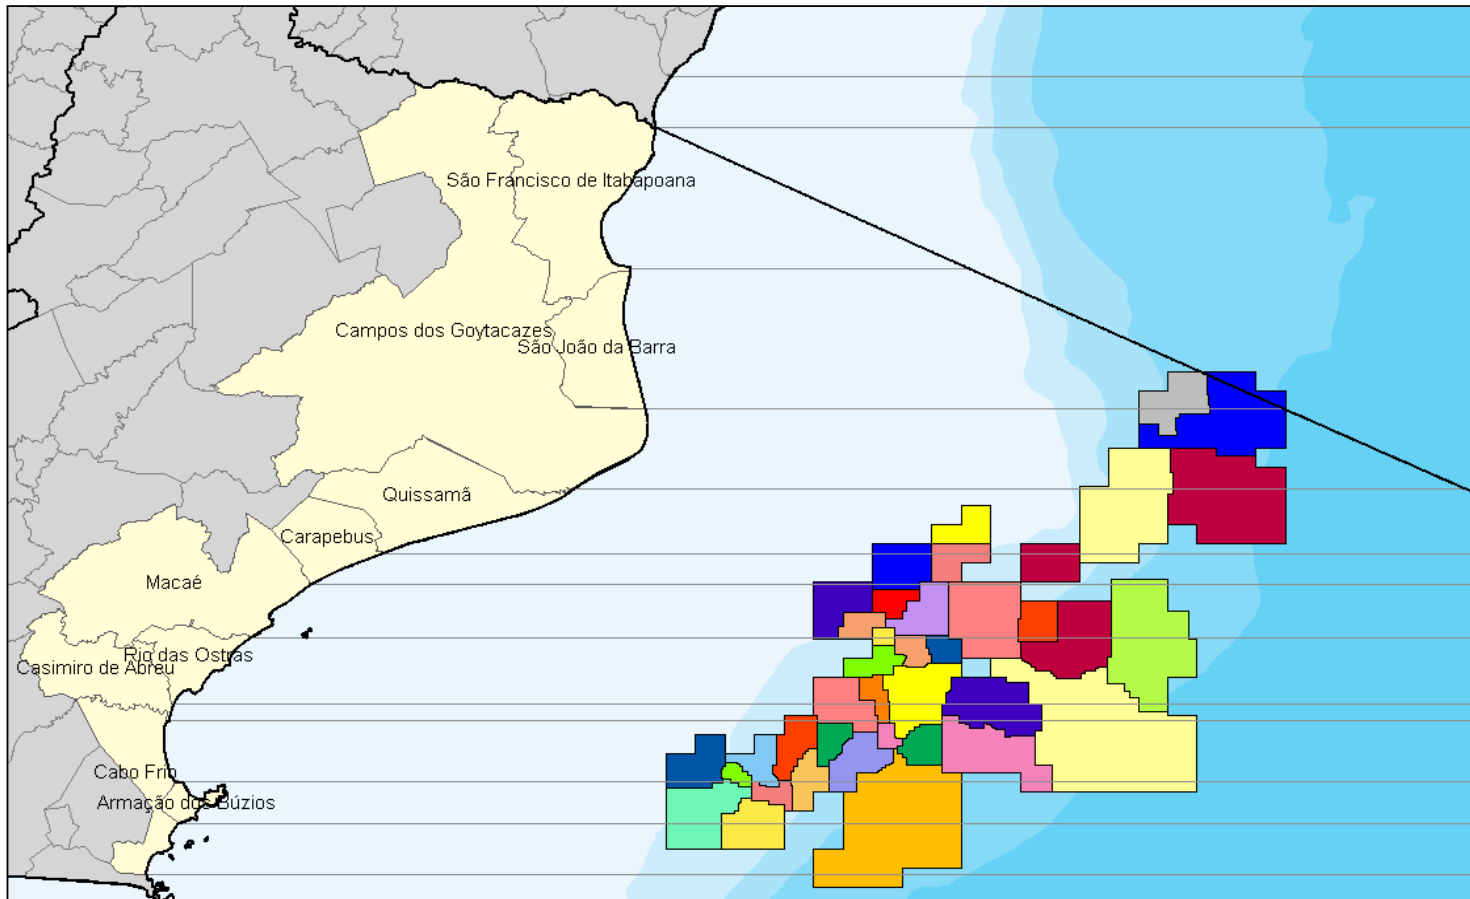 São Francisco de Itabapoana
Campos dos Goytacazes
São João da Barra
Quissamã
Carapebus
Macaé
Rio das Ostras
Casimiro de Abreu
Cabo Frio
Armação dos Búzios